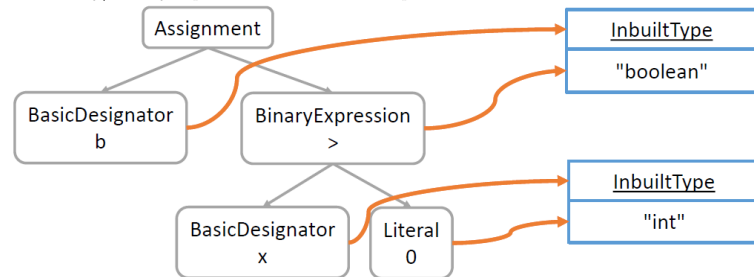 Assignment
InbuiltType
"boolean"
BasicDesignator
b
BinaryExpression
>
InbuiltType
"int"
BasicDesignator
x
Literal
0